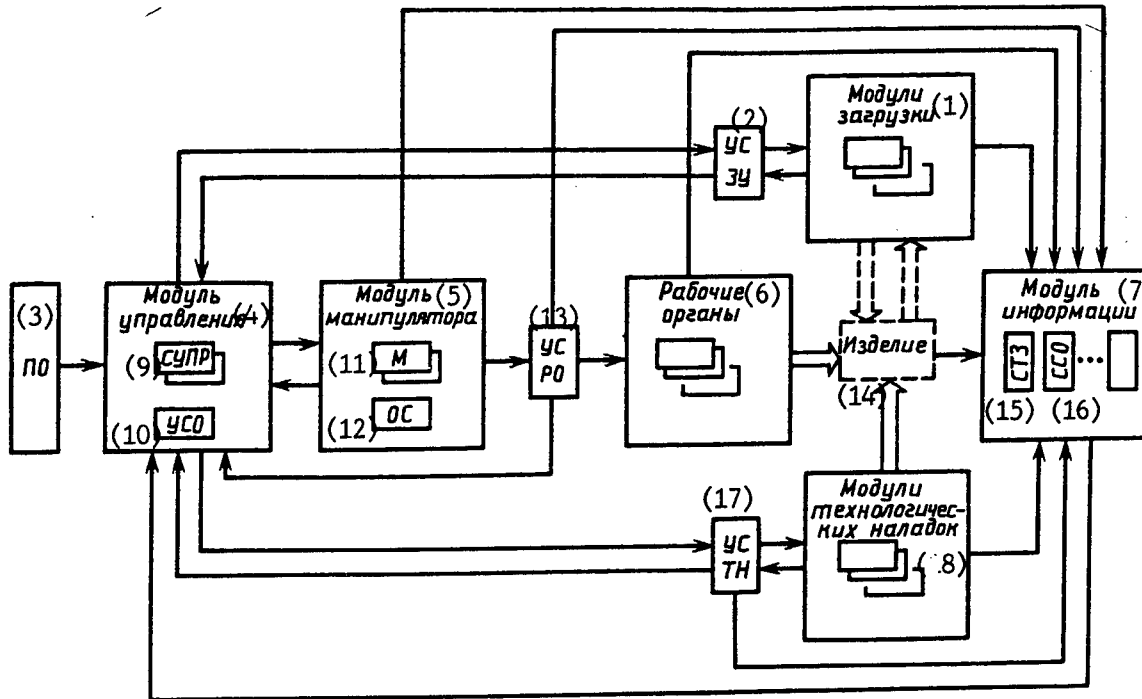 Модули
загрузки (1)
(2)
УС
ЗУ
(3)
ПО
Модуль
управления (4)
(9) СУПР
(10) УСО
Модуль (5)
манипулятора
(11) М
(12) ОС
(13)
УС
РО
Рабочие (6)
органы
Изделие
(14)
Модуль (7)
информации
СТЗ ССО ...
(15) (16)
(17)
УС
ТН
Модули
технологичес-
ких наладок
(8)